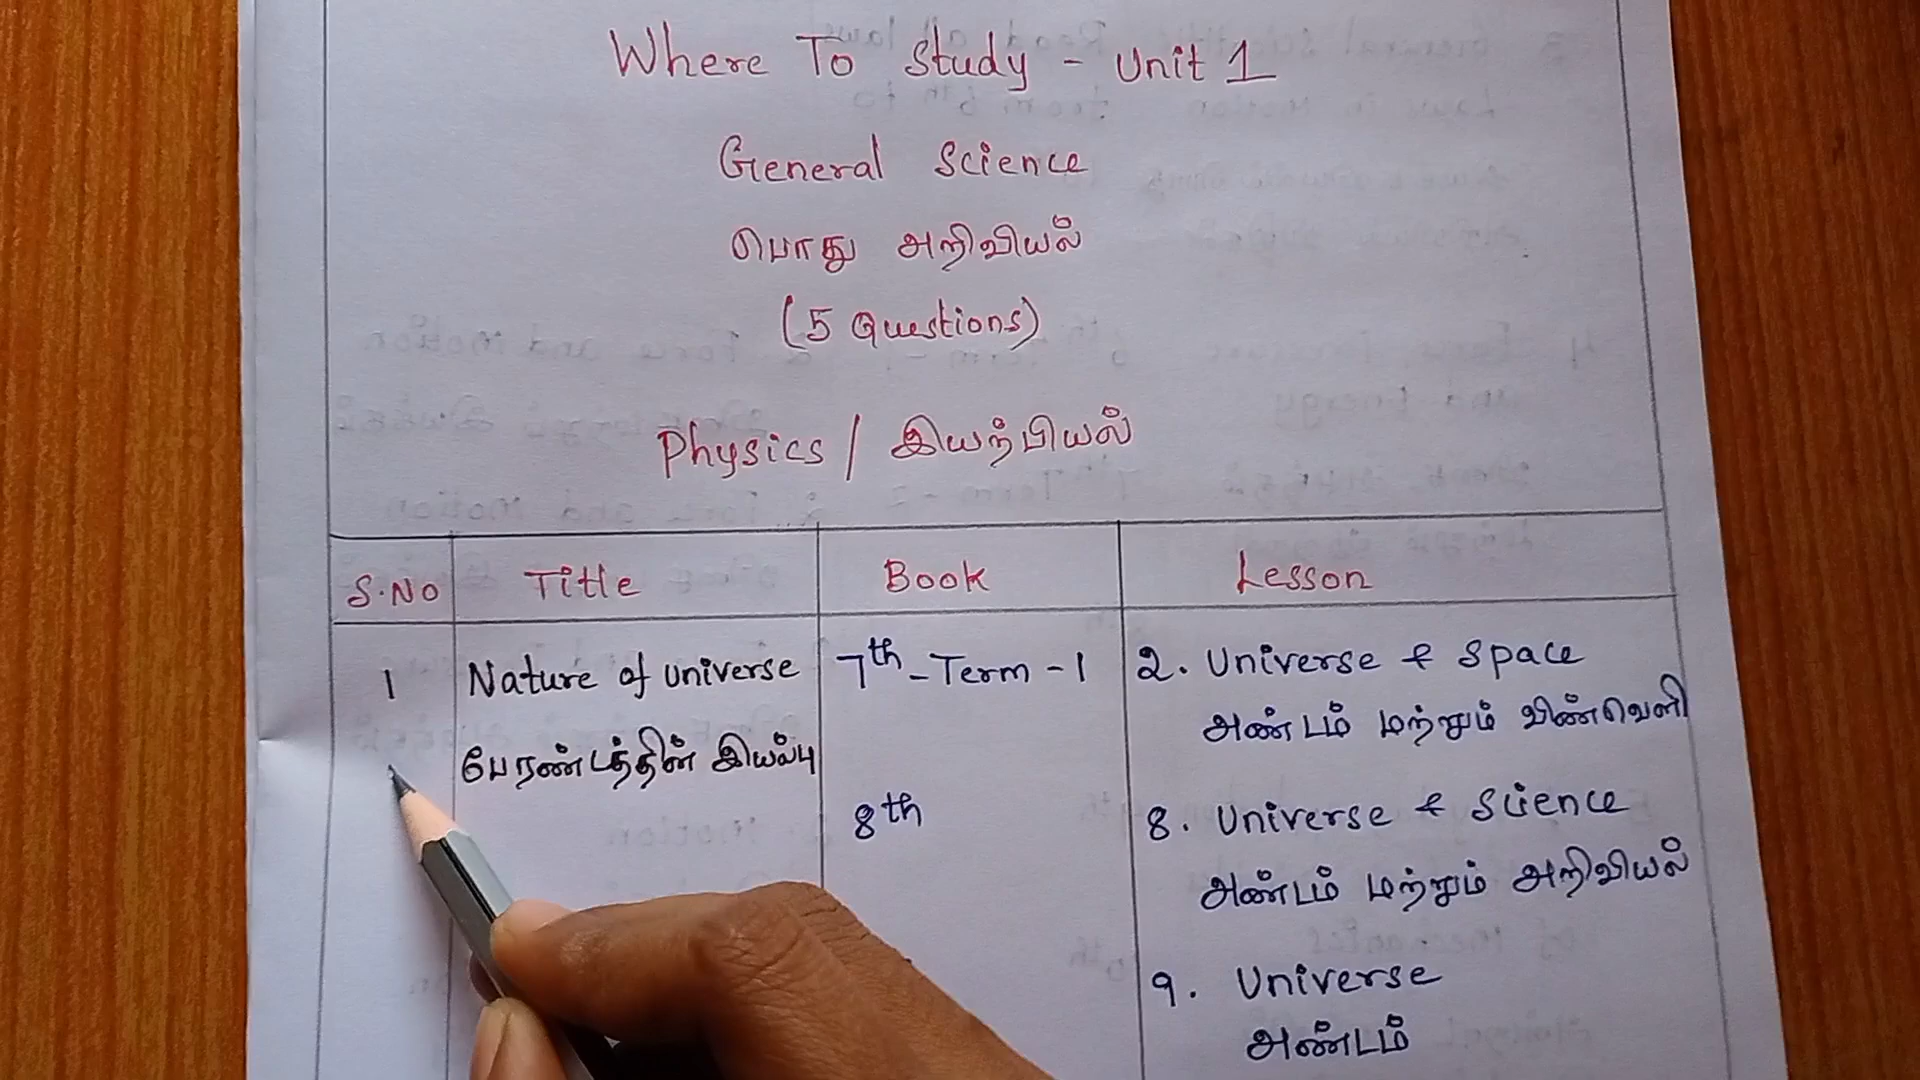 Where To Study - Unit 1
General Science
பொது அறிவியல்
(5 Questions)
Physics / இயற்பியல்
S.No Title Book Lesson
1 Nature of universe 7th - Term - 1 2. Universe & Space
பேரண்டத்தின் இயல்பு அண்டம் மற்றும் விண்வெளி
8th 8. Universe & Science
அண்டம் மற்றும் அறிவியல்
9. Universe
அண்டம்